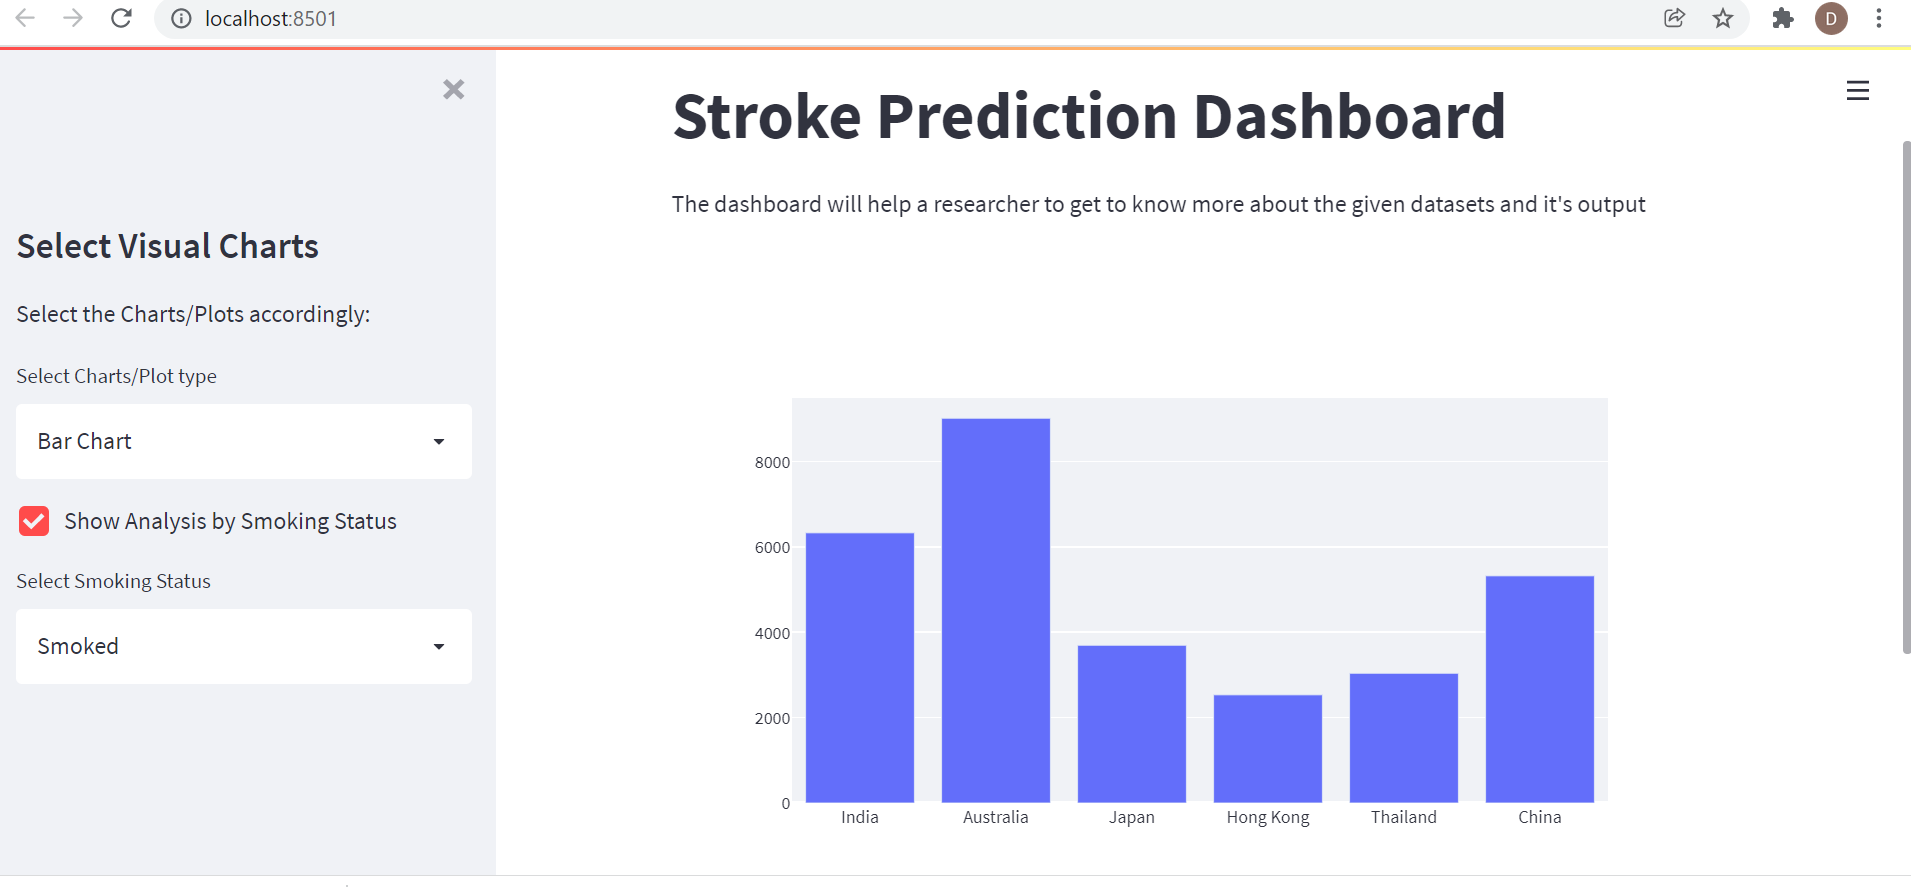 localhost:8501
D
Stroke Prediction Dashboard
The dashboard will help a researcher to get to know more about the given datasets and it's output
Select Visual Charts
Select the Charts/Plots accordingly:
Select Charts/Plot type
Bar Chart
Show Analysis by Smoking Status
Select Smoking Status
Smoked
8000
6000
4000
2000
0
India Australia Japan Hong Kong Thailand China